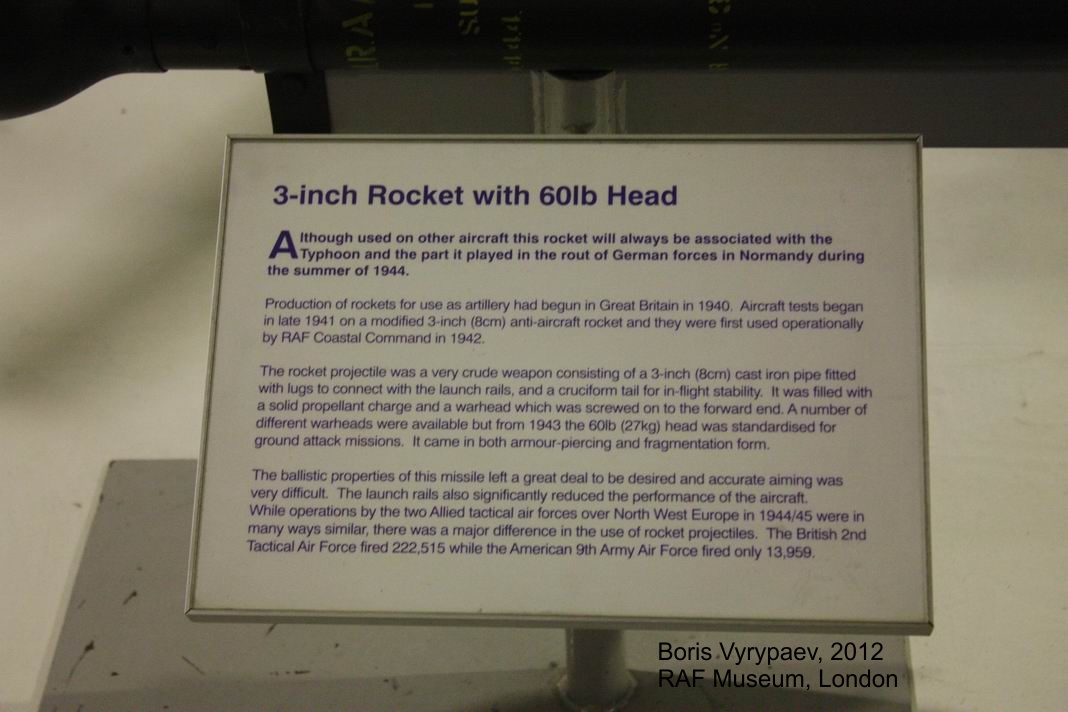 3-inch Rocket with 60lb Head
Although used on other aircraft this rocket will always be associated with the
Typhoon and the part it played in the rout of German forces in Normandy during
the summer of 1944.
Production of rockets for use as artillery had begun in Great Britain in 1940. Aircraft tests began
in late 1941 on a modified 3-inch (8cm) anti-aircraft rocket and they were first used operationally
by RAF Coastal Command in 1942.
The rocket projectile was a very crude weapon consisting of a 3-inch (8cm) cast iron pipe fitted
with lugs to connect with the launch rails, and a cruciform tail for in-flight stability. It was filled with
a solid propellant charge and a warhead which was screwed on to the forward end. A number of
different warheads were available but from 1943 the 60lb (27kg) head was standardised for
ground attack missions. It came in both armour-piercing and fragmentation form.
The ballistic properties of this missile left a great deal to be desired and accurate aiming was
very difficult. The launch rails also significantly reduced the performance of the aircraft.
While operations by the two Allied tactical air forces over North West Europe in 1944/45 were in
many ways similar, there was a major difference in the use of rocket projectiles. The British 2nd
Tactical Air Force fired 222,515 while the American 9th Army Air Force fired only 13,959.
Boris Vyrypaev, 2012
RAF Museum, London